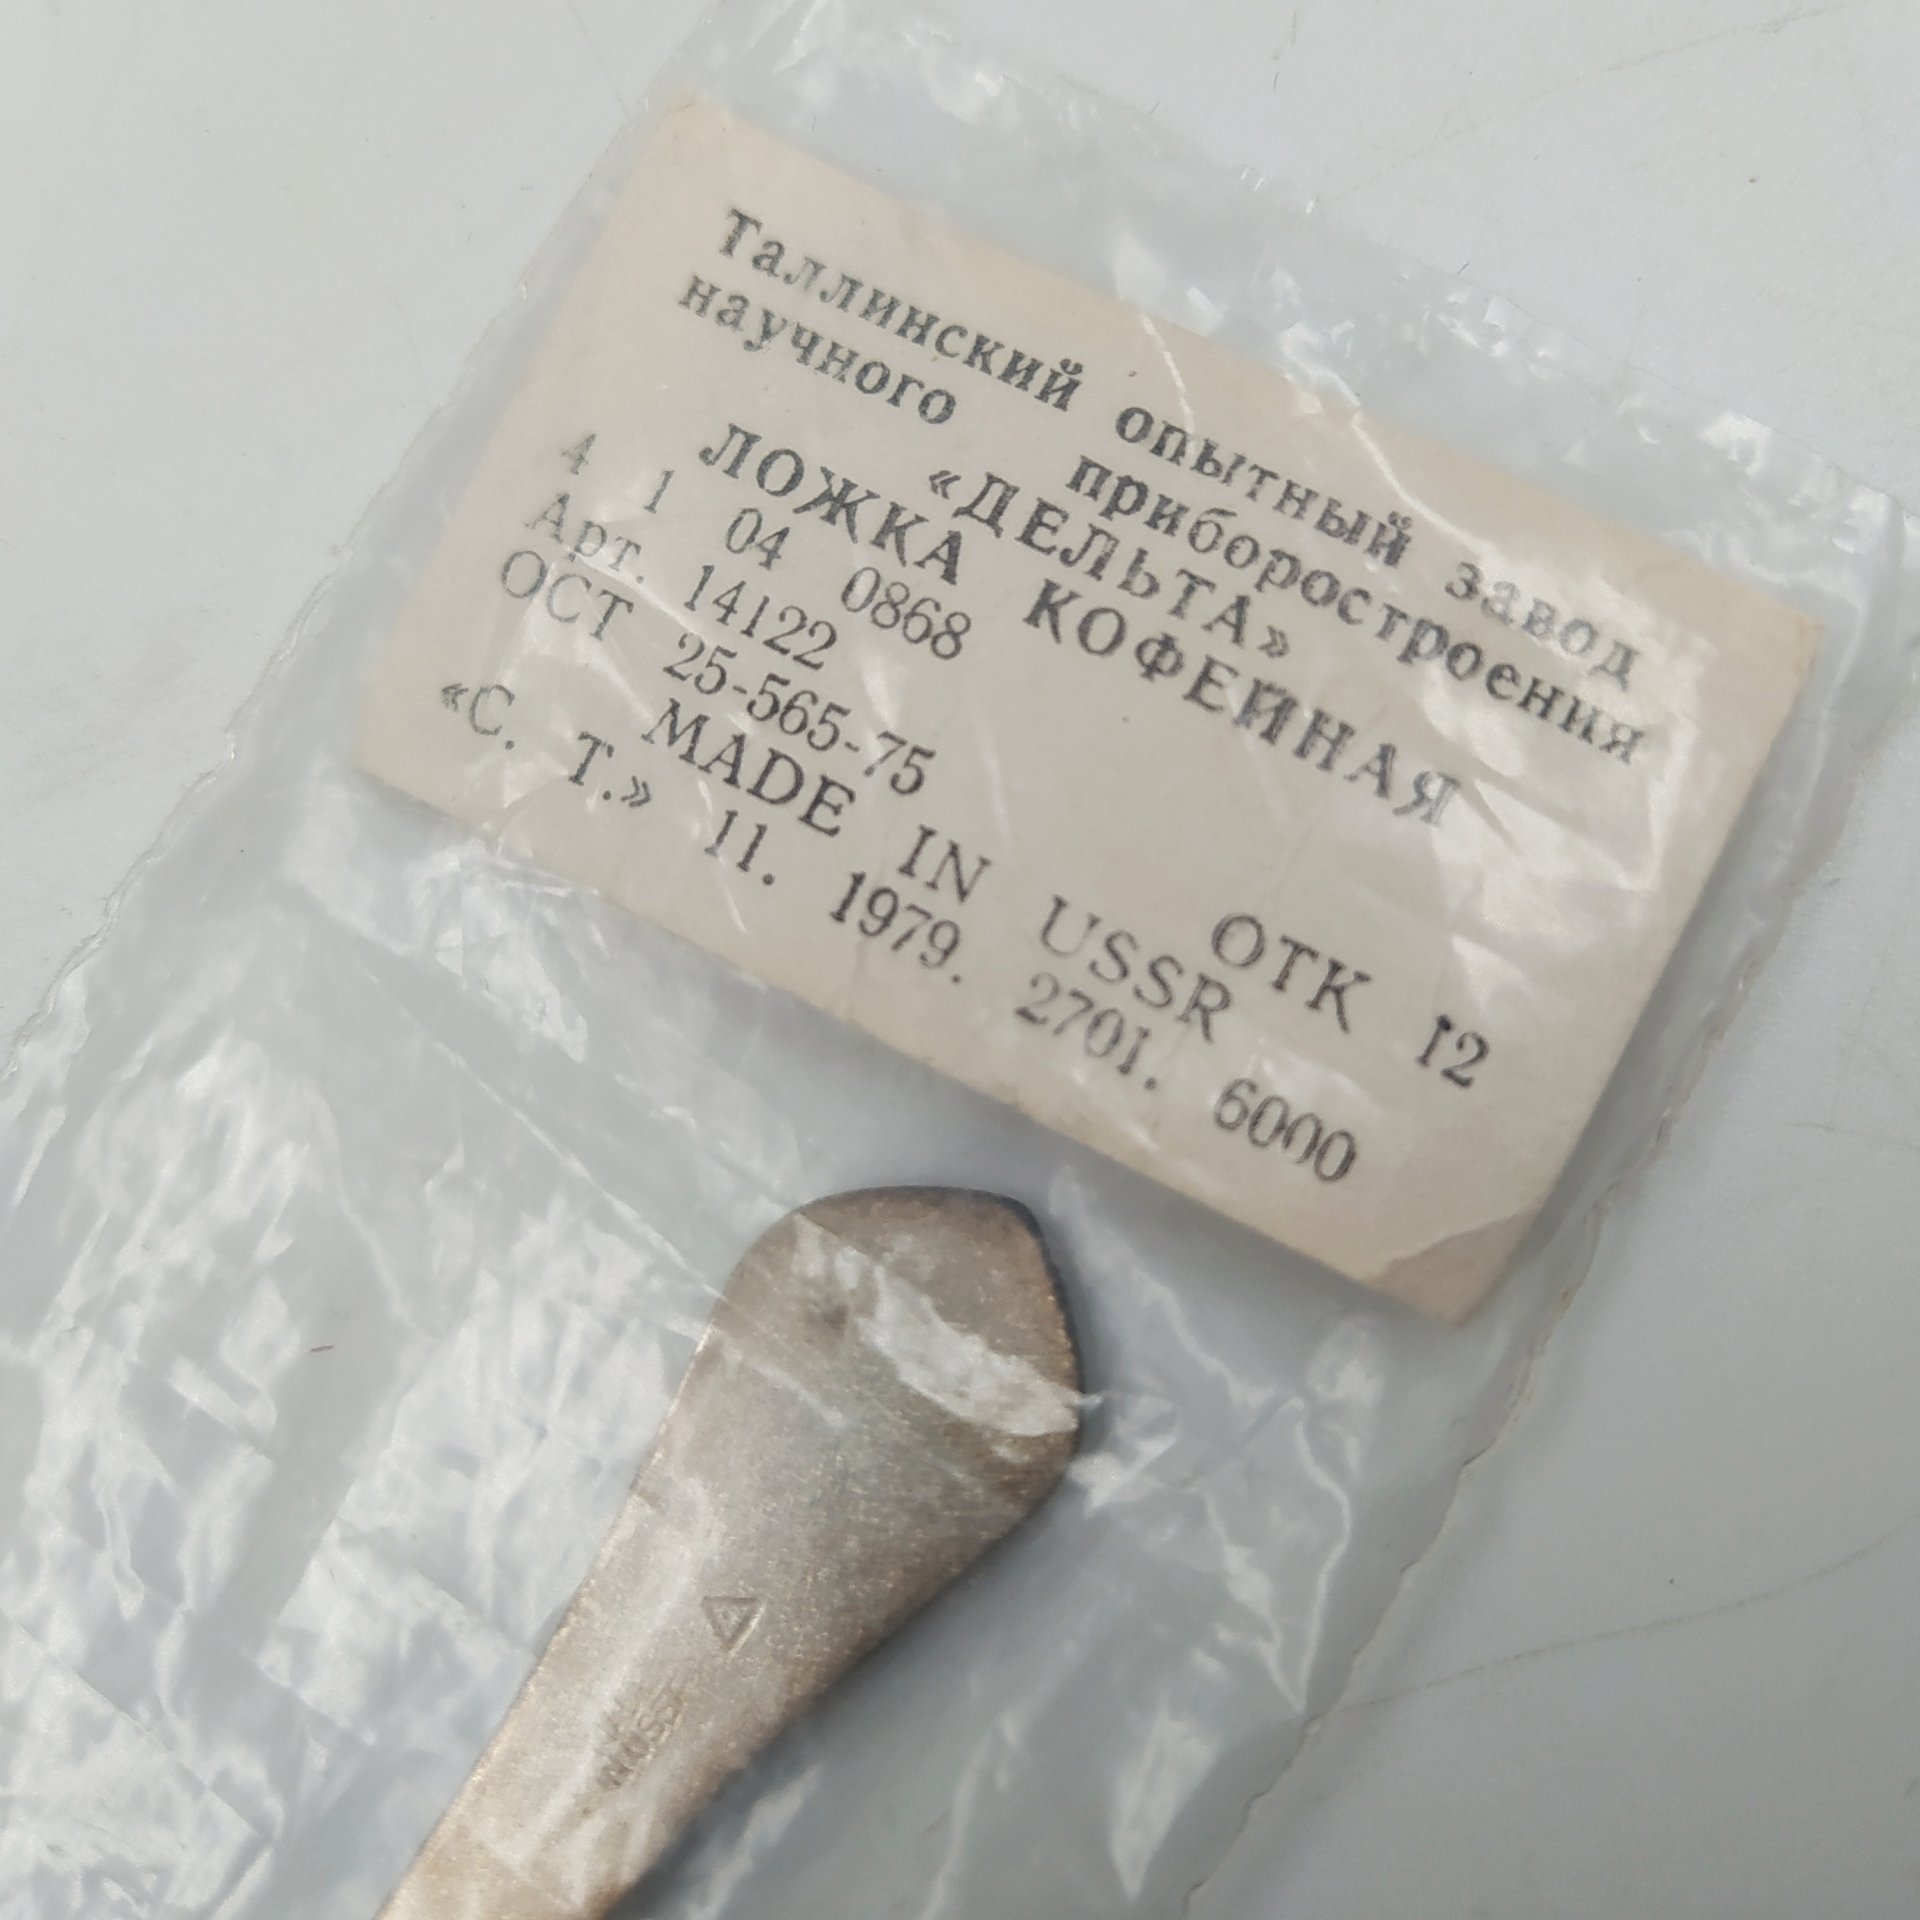 Таллинский опытный завод
научного приборостроения
«ДЕЛЬТА»
ЛОЖКА КОФЕЙНАЯ
4 1 04 0868
Арт. 14122
ОСТ 25-565-75 ОТК 12
MADE IN USSR
«С. Т.» 11. 1979. 2701. 6000